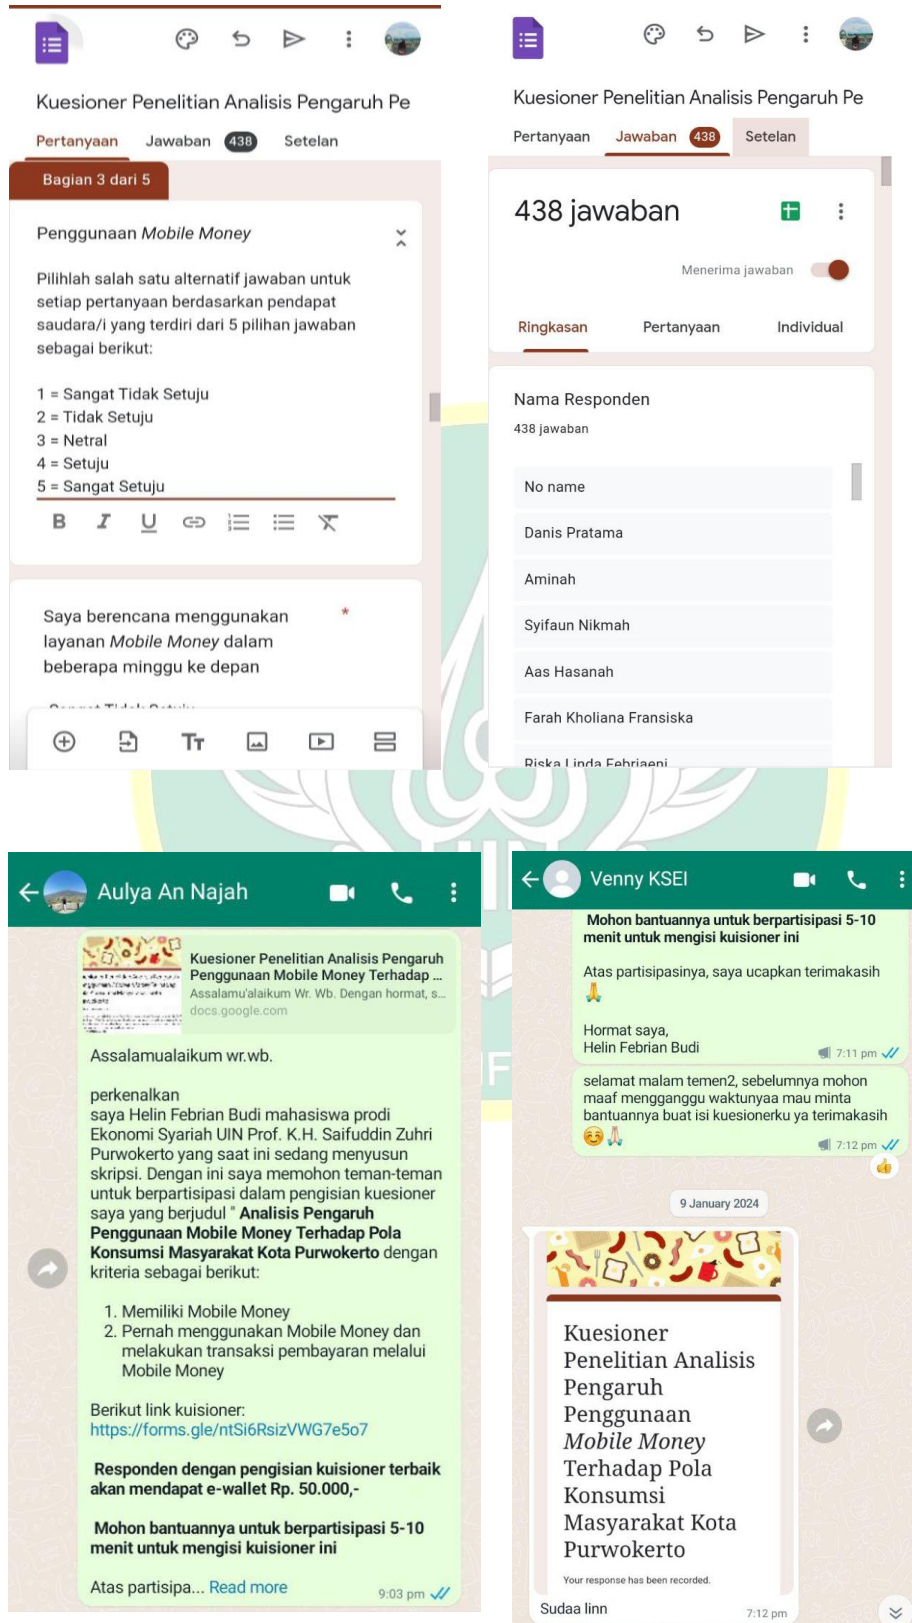 Kuesioner Penelitian Analisis Pengaruh Pe
Pertanyaan Jawaban 438 Setelan
Bagian 3 dari 5
Penggunaan Mobile Money
Pilihlah salah satu alternatif jawaban untuk
setiap pertanyaan berdasarkan pendapat
saudara/i yang terdiri dari 5 pilihan jawaban
sebagai berikut:
1 = Sangat Tidak Setuju
2 = Tidak Setuju
3 = Netral
4 = Setuju
5 = Sangat Setuju
B I U
Saya berencana menggunakan *
layanan Mobile Money dalam
beberapa minggu ke depan
Sangat Tidak Setuju
Tт
Kuesioner Penelitian Analisis Pengaruh Pe
Pertanyaan Jawaban 438 Setelan
438 jawaban
Menerima jawaban
Ringkasan Pertanyaan Individual
Nama Responden
438 jawaban
No name
Danis Pratama
Aminah
Syifaun Nikmah
Aas Hasanah
Farah Kholiana Fransiska
Riska Linda Febriaeni
Aulya An Najah
Kuesioner Penelitian Analisis Pengaruh
Penggunaan Mobile Money Terhadap ...
Assalamu'alaikum Wr. Wb. Dengan hormat, s...
docs.google.com
Assalamualaikum wr.wb.
perkenalkan
saya Helin Febrian Budi mahasiswa prodi
Ekonomi Syariah UIN Prof. K.H. Saifuddin Zuhri
Purwokerto yang saat ini sedang menyusun
skripsi. Dengan ini saya memohon teman-teman
untuk berpartisipasi dalam pengisian kuesioner
saya yang berjudul " Analisis Pengaruh
Penggunaan Mobile Money Terhadap Pola
Konsumsi Masyarakat Kota Purwokerto dengan
kriteria sebagai berikut:
1. Memiliki Mobile Money
2. Pernah menggunakan Mobile Money dan
melakukan transaksi pembayaran melalui
Mobile Money
Berikut link kuisioner:
https://forms.gle/ntSi6RsizVWG7e5o7
Responden dengan pengisian kuisioner terbaik
akan mendapat e-wallet Rp. 50.000,-
Mohon bantuannya untuk berpartisipasi 5-10
menit untuk mengisi kuisioner ini
Atas partisipa... Read more
9:03 pm
Venny KSEI
Mohon bantuannya untuk berpartisipasi 5-10
menit untuk mengisi kuisioner ini
Atas partisipasinya, saya ucapkan terimakasih
🙏
Hormat saya,
Helin Febrian Budi
7:11 pm
selamat malam temen2, sebelumnya mohon
maaf mengganggu waktunyaa mau minta
bantuannya buat isi kuesionerku ya terimakasih
☺️🙏
7:12 pm
👍
9 January 2024
Kuesioner
Penelitian Analisis
Pengaruh
Penggunaan
Mobile Money
Terhadap Pola
Konsumsi
Masyarakat Kota
Purwokerto
Your response has been recorded.
Sudaa linn
7:12 pm